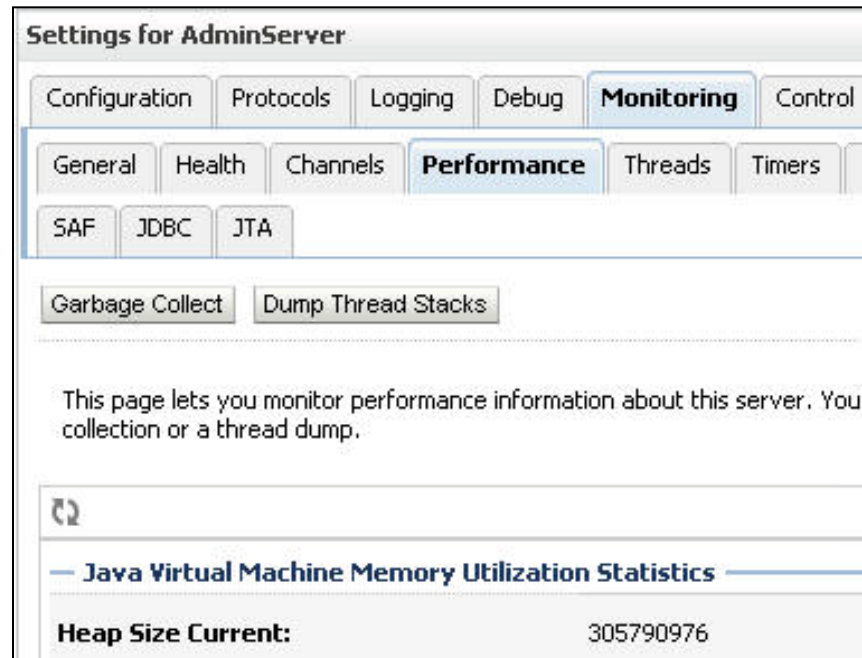 Settings for AdminServer
Configuration Protocols Logging Debug Monitoring Control
General Health Channels Performance Threads Timers
SAF JDBC JTA
Garbage Collect Dump Thread Stacks
This page lets you monitor performance information about this server. You
collection or a thread dump.
Java Virtual Machine Memory Utilization Statistics
Heap Size Current: 305790976